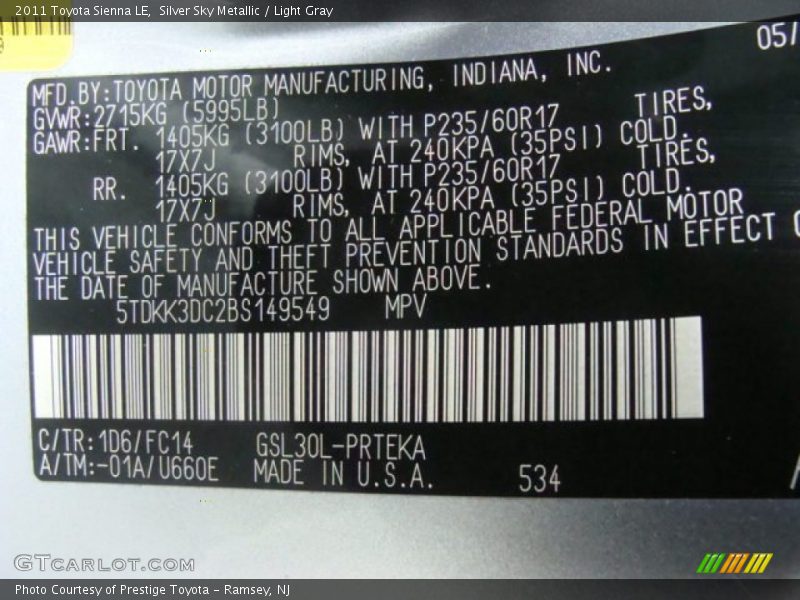 2011 Toyota Sienna LE, Silver Sky Metallic / Light Gray
05/
MFD.BY:TOYOTA MOTOR MANUFACTURING, INDIANA, INC.
GVWR:2715KG (5995LB)
GAWR:FRT. 1405KG (3100LB) WITH P235/60R17 TIRES,
17X7J RIMS, AT 240KPA (35PSI) COLD.
RR. 1405KG (3100LB) WITH P235/60R17 TIRES,
17X7J RIMS, AT 240KPA (35PSI) COLD.
THIS VEHICLE CONFORMS TO ALL APPLICABLE FEDERAL MOTOR
VEHICLE SAFETY AND THEFT PREVENTION STANDARDS IN EFFECT
THE DATE OF MANUFACTURE SHOWN ABOVE.
5TDKK3DC2BS149549 MPV
C/TR:1D6/FC14 GSL30L-PRTEKA
A/TM:-01A/U660E MADE IN U.S.A. 534
GTCARLOT.COM
Photo Courtesy of Prestige Toyota - Ramsey, NJ